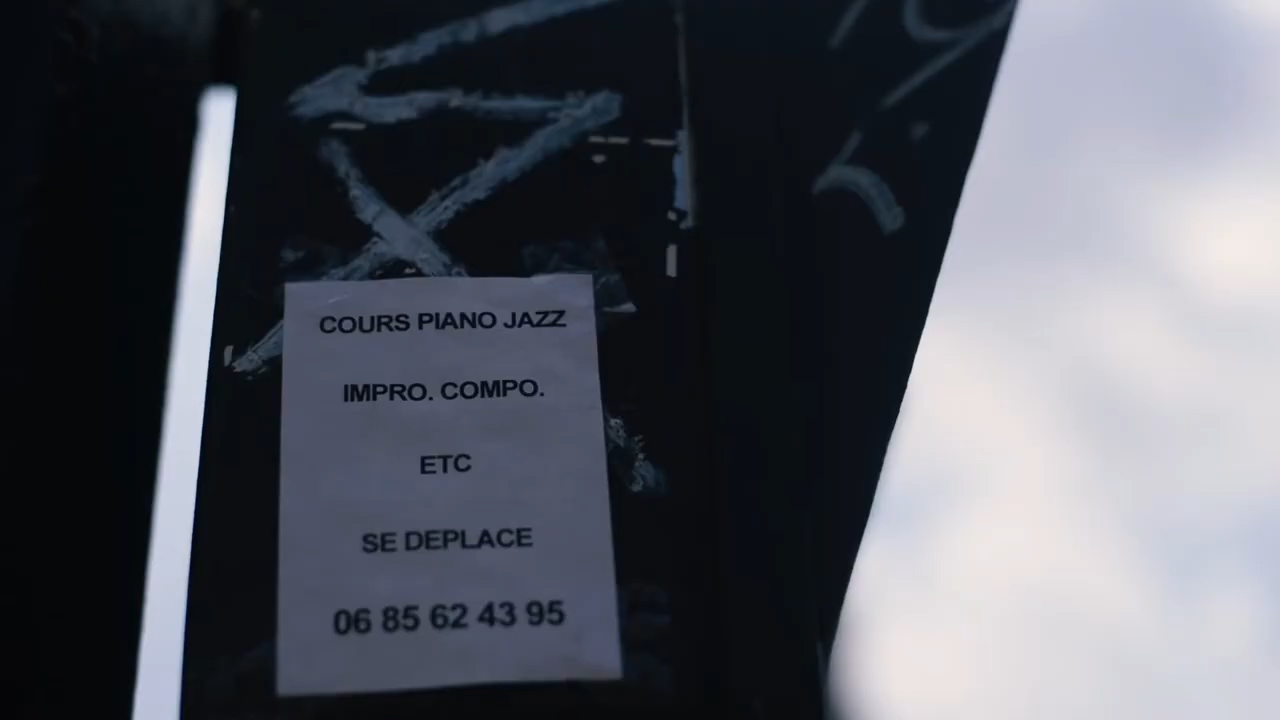 COURS PIANO JAZZ
IMPRO. COMPO.
ETC
SE DEPLACE
06 85 62 43 95